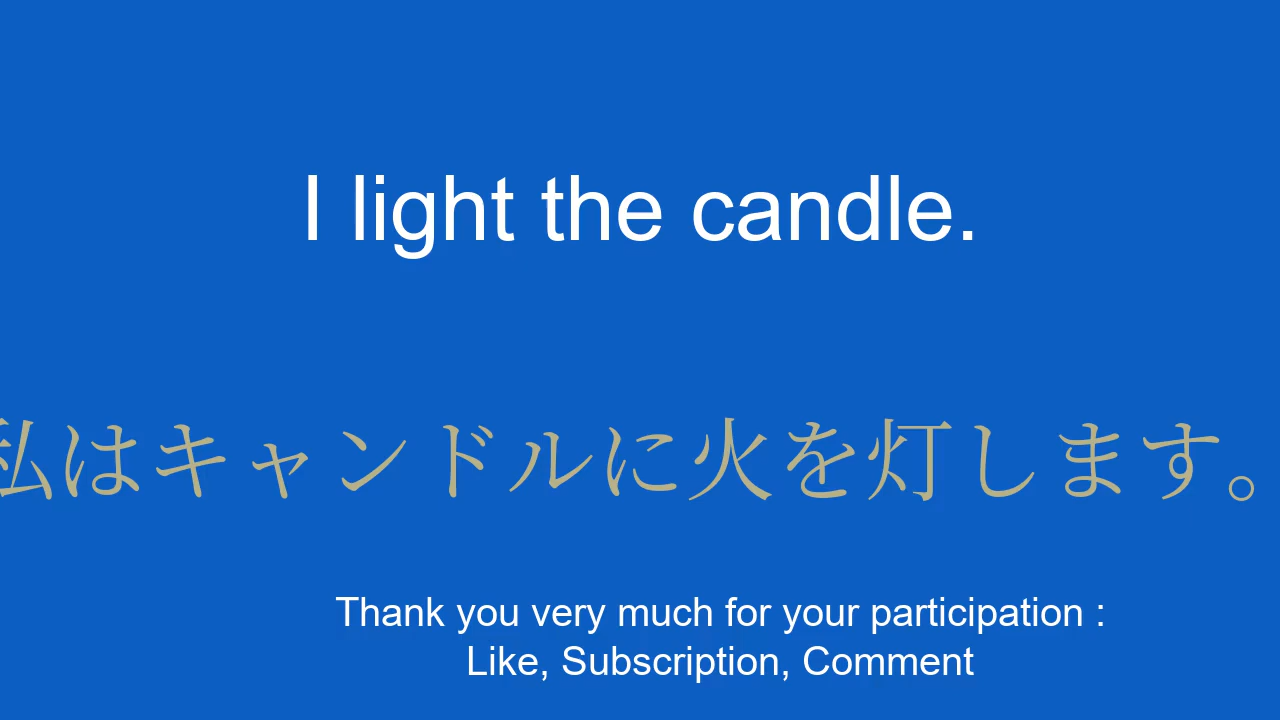 I light the candle.
私はキャンドルに火を灯します。
Thank you very much for your participation :
Like, Subscription, Comment